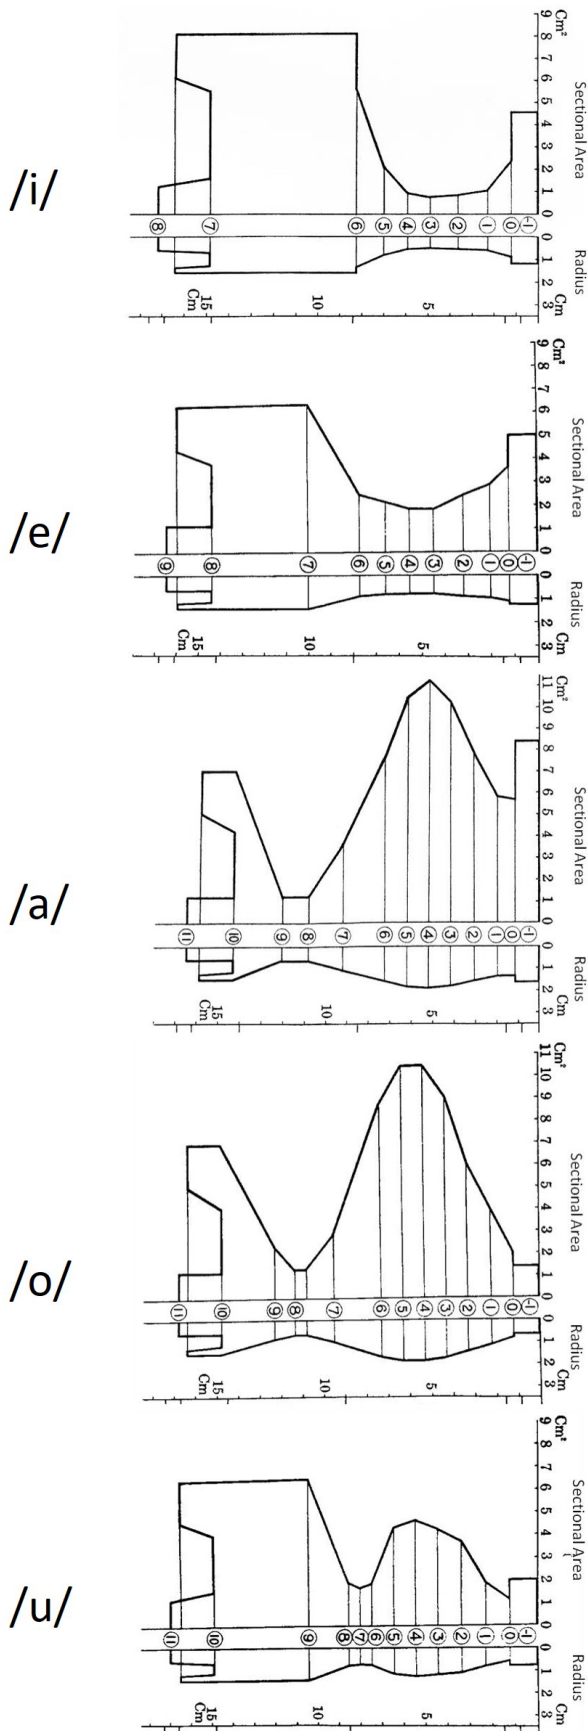 /i/
Cm²
9 8 7 6 5 4 3 2 1 0
Sectional Area
⑧ ⑦ ⑥ ⑤ ④ ③ ② ① ⓪ -1
0 1 2 3 Cm
Radius
Cm 15 10 5
/e/
Cm²
9 8 7 6 5 4 3 2 1 0
Sectional Area
⑨ ⑧ ⑦ ⑥ ⑤ ④ ③ ② ① ⓪ -1
0 1 2 3 Cm
Radius
Cm 15 10 5
/a/
Cm²
11 10 9 8 7 6 5 4 3 2 1 0
Sectional Area
⑪ ⑩ ⑨ ⑧ ⑦ ⑥ ⑤ ④ ③ ② ① ⓪ -1
0 1 2 3 Cm
Radius
Cm 15 10 5
/o/
Cm²
11 10 9 8 7 6 5 4 3 2 1 0
Sectional Area
⑪ ⑩ ⑨ ⑧ ⑦ ⑥ ⑤ ④ ③ ② ① ⓪ -1
0 1 2 3 Cm
Radius
Cm 15 10 5
/u/
Cm²
9 8 7 6 5 4 3 2 1 0
Sectional Area
⑪ ⑩ ⑨ ⑧ ⑦ ⑥ ⑤ ④ ③ ② ① ⓪ -1
0 1 2 3 Cm
Radius
Cm 15 10 5